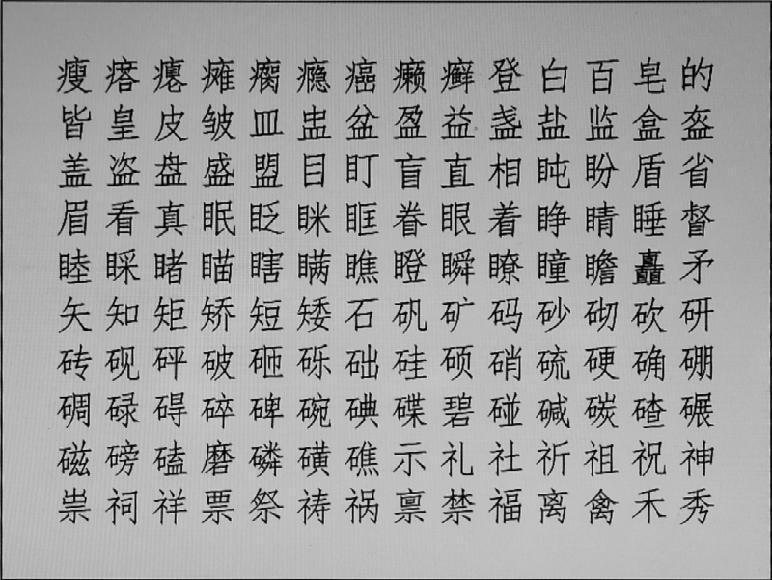 瘦瘩瘪瘫瘸瘾癌癞癣登白百皂的
皆皇皮皱皿盅盆盈益盏盐监盒盔
盖盗盘盛盟目盯盲直相盹盼盾省
眉看真眠眨眯眶眷眼着睁睛睡督
睦睬睹瞄瞎瞒瞧瞪瞬瞭瞳瞻矗矛
矢知矩矫短矮石矾矿码砂砌砍研
砖砚砰破砸砾础硅硕硝硫硬确硼
碉碌碍碎碑碗碘碟碧碰碱碳碴碾
磁磅磕磨磷磺礁示礼社祈祖祝神
祟祠祥票祭祷祸禀禁福离禽禾秀